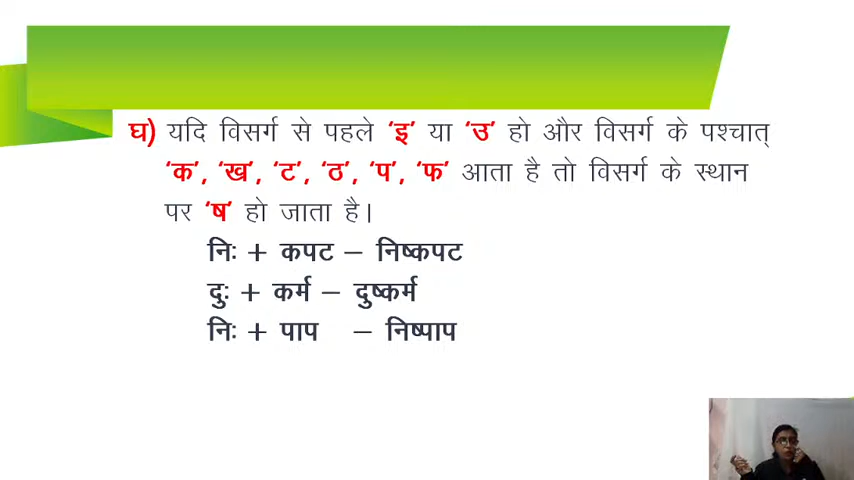 घ) यदि विसर्ग से पहले ‘इ’ या ‘उ’ हो और विसर्ग के पश्चात्
‘क’, ‘ख’, ‘ट’, ‘ठ’, ‘प’, ‘फ’ आता है तो विसर्ग के स्थान
पर ‘ष’ हो जाता है।
निः + कपट – निष्कपट
दुः + कर्म – दुष्कर्म
निः + पाप – निष्पाप